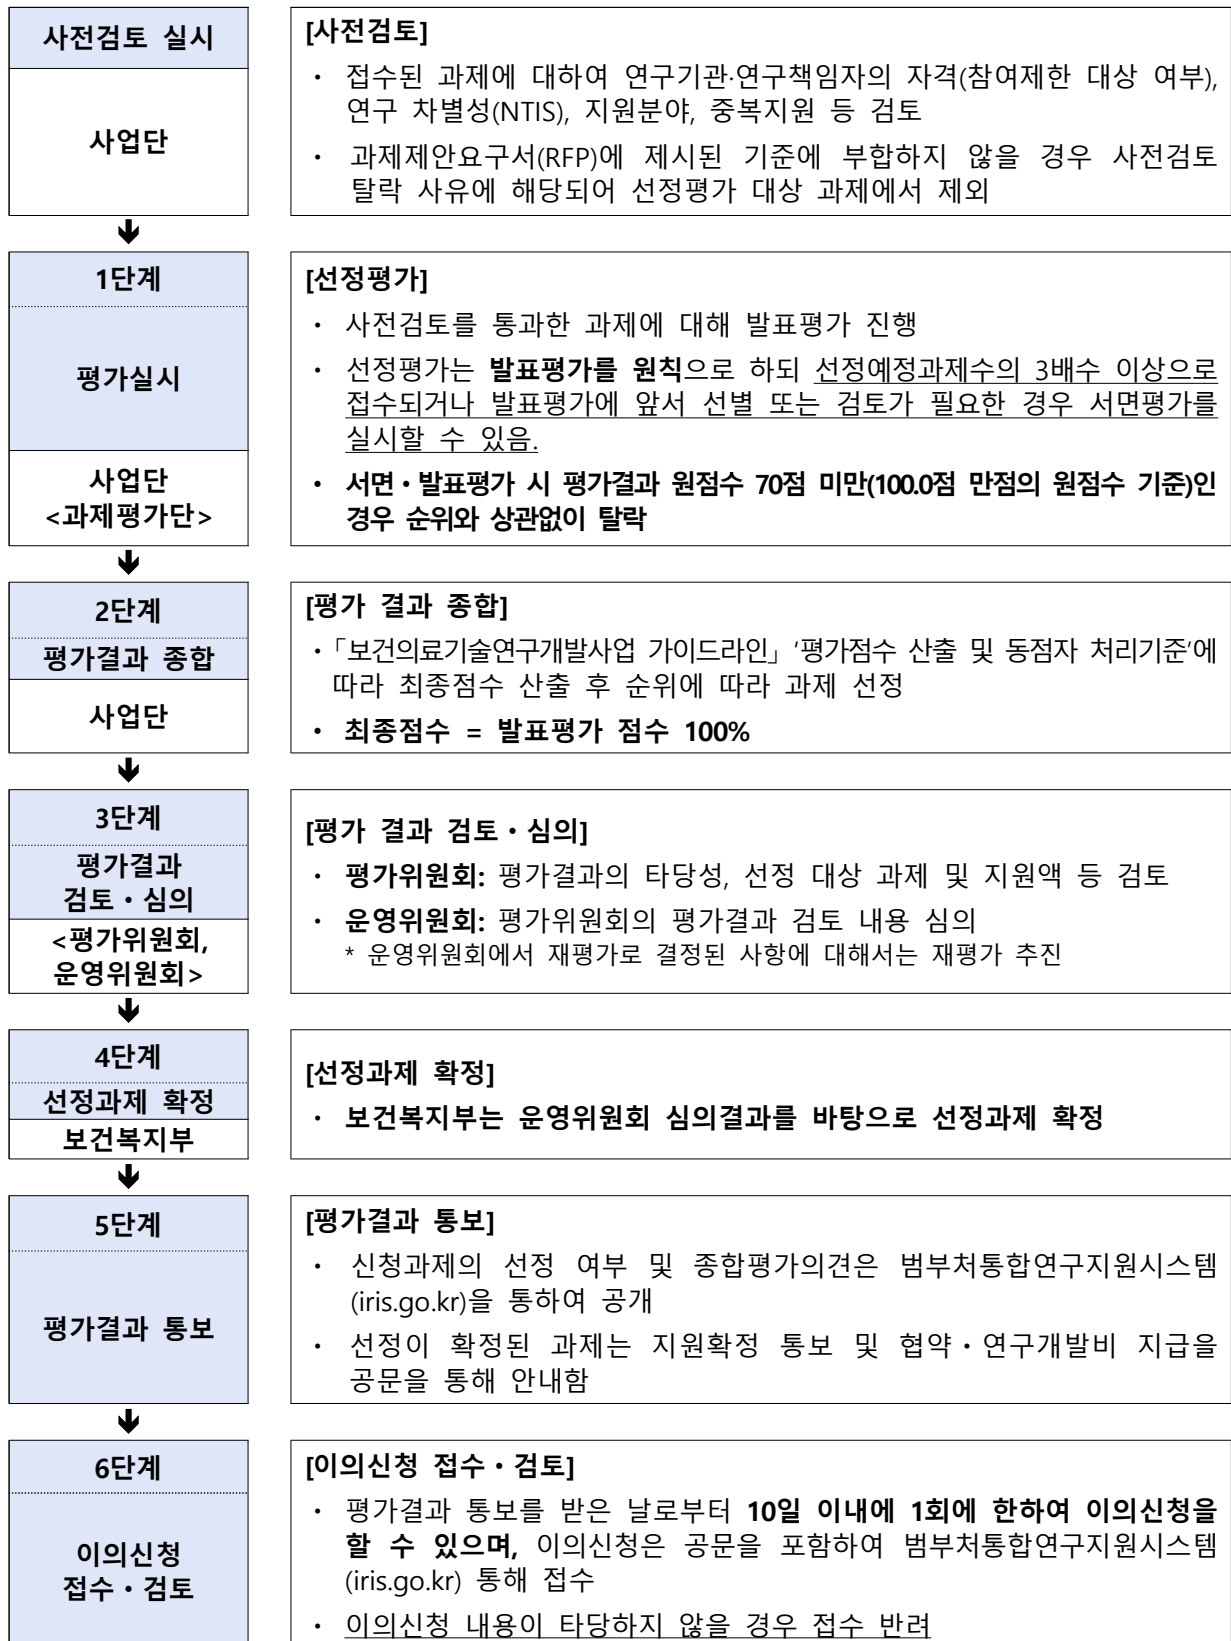 사전검토 실시
사업단
[사전검토]
· 접수된 과제에 대하여 연구기관·연구책임자의 자격(참여제한 대상 여부),
연구 차별성(NTIS), 지원분야, 중복지원 등 검토
· 과제제안요구서(RFP)에 제시된 기준에 부합하지 않을 경우 사전검토
탈락 사유에 해당되어 선정평가 대상 과제에서 제외
🡻
1단계
평가실시
사업단
<과제평가단>
[선정평가]
· 사전검토를 통과한 과제에 대해 발표평가 진행
· 선정평가는 발표평가를 원칙으로 하되 선정예정과제수의 3배수 이상으로
접수되거나 발표평가에 앞서 선별 또는 검토가 필요한 경우 서면평가를
실시할 수 있음.
· 서면・발표평가 시 평가결과 원점수 70점 미만(100.0점 만점의 원점수 기준)인
경우 순위와 상관없이 탈락
🡻
2단계
평가결과 종합
사업단
[평가 결과 종합]
·「보건의료기술연구개발사업 가이드라인」 ‘평가점수 산출 및 동점자 처리기준’에
따라 최종점수 산출 후 순위에 따라 과제 선정
· 최종점수 = 발표평가 점수 100%
🡻
3단계
평가결과
검토・심의
<평가위원회,
운영위원회>
[평가 결과 검토・심의]
· 평가위원회: 평가결과의 타당성, 선정 대상 과제 및 지원액 등 검토
· 운영위원회: 평가위원회의 평가결과 검토 내용 심의
* 운영위원회에서 재평가로 결정된 사항에 대해서는 재평가 추진
🡻
4단계
선정과제 확정
보건복지부
[선정과제 확정]
· 보건복지부는 운영위원회 심의결과를 바탕으로 선정과제 확정
🡻
5단계
평가결과 통보
[평가결과 통보]
· 신청과제의 선정 여부 및 종합평가의견은 범부처통합연구지원시스템
(iris.go.kr)을 통하여 공개
· 선정이 확정된 과제는 지원확정 통보 및 협약・연구개발비 지급을
공문을 통해 안내함
🡻
6단계
이의신청
접수・검토
[이의신청 접수・검토]
· 평가결과 통보를 받은 날로부터 10일 이내에 1회에 한하여 이의신청을
할 수 있으며, 이의신청은 공문을 포함하여 범부처통합연구지원시스템
(iris.go.kr) 통해 접수
· 이의신청 내용이 타당하지 않을 경우 접수 반려